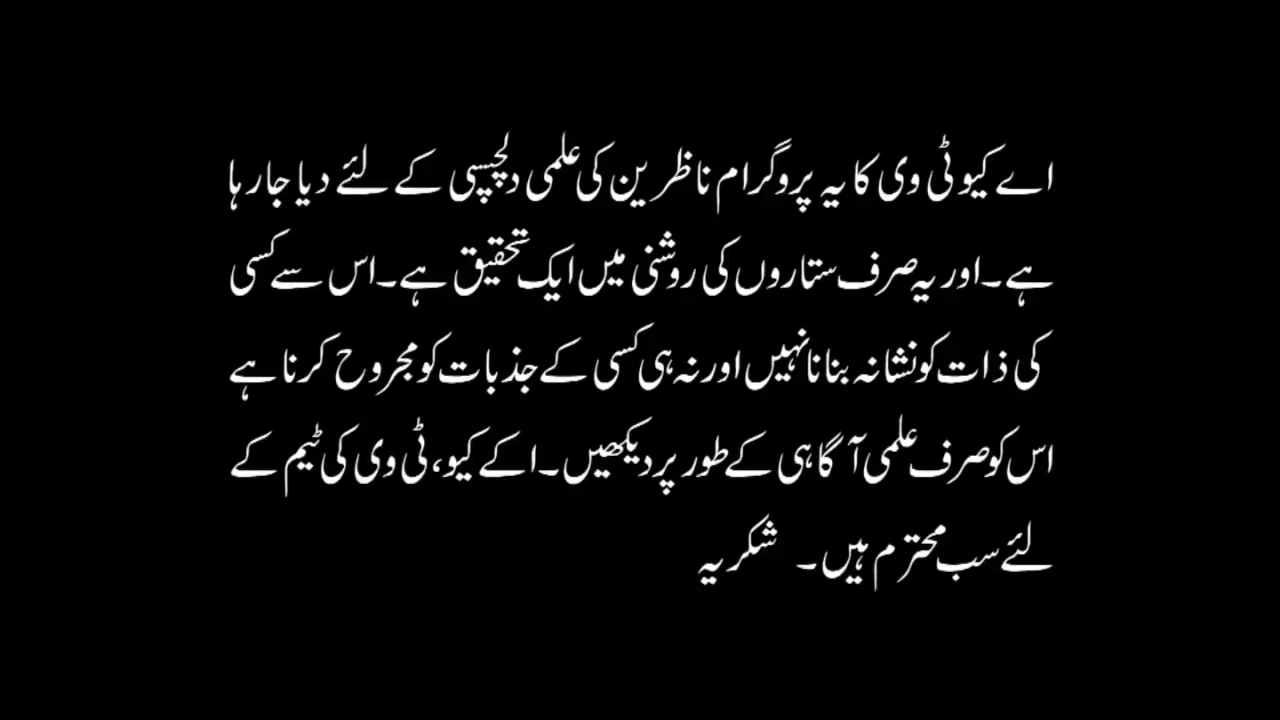 اے کیو ٹی وی کا یہ پروگرام ناظرین کی علمی دلچسپی کے لئے دیا جا رہا
ہے۔ اور یہ صرف ستاروں کی روشنی میں ایک تحقیق ہے۔ اس سے کسی
کی ذات کو نشانہ بنانا نہیں اور نہ ہی کسی کے جذبات کو مجروح کرنا ہے
اس کو صرف علمی آگاہی کے طور پر دیکھیں۔ اکے کیو، ٹی وی کی ٹیم کے
لئے سب محترم ہیں۔ شکریہ